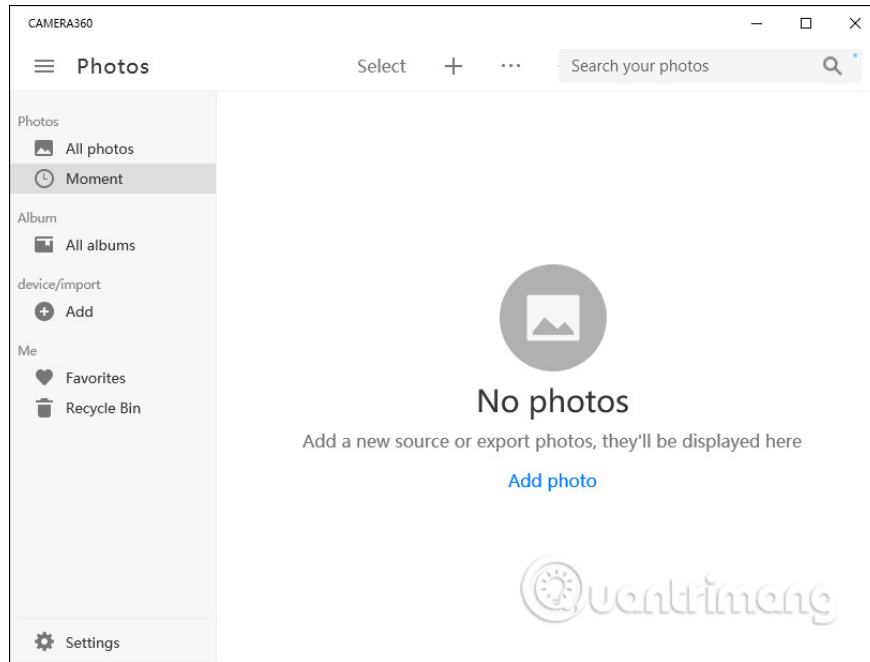 CAMERA360
Photos
Select
Search your photos
Photos
All photos
Moment
Album
All albums
device/import
Add
Me
Favorites
Recycle Bin
No photos
Add a new source or export photos, they'll be displayed here
Add photo
Quantrimang
Settings